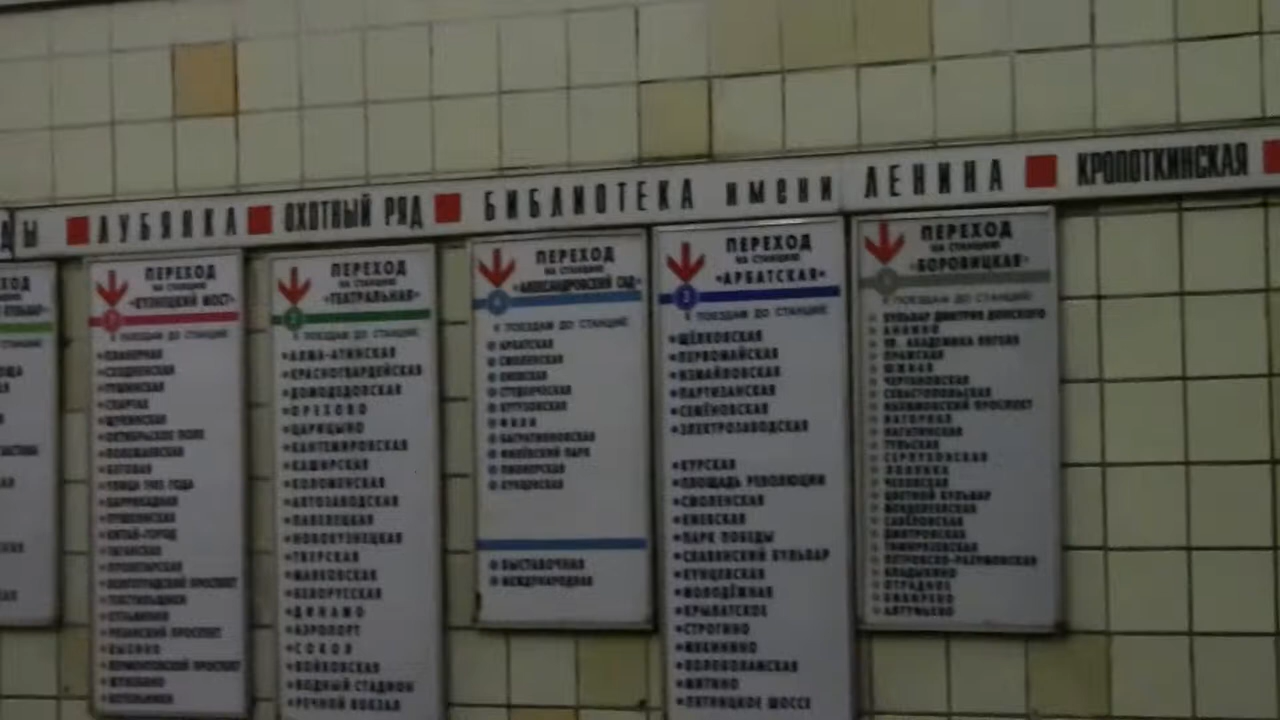 ДЫ ЛУБЯНКА ОХОТНЫЙ РЯД БИБЛИОТЕКА имени ЛЕНИНА КРОПОТКИНСКАЯ
ПЕРЕХОД
НА СТАНЦИЮ
«КУЗНЕЦКИЙ МОСТ»
7
К ПОЕЗДАМ ДО СТАНЦИЙ:
ПЛАНЕРНАЯ
СХОДНЕНСКАЯ
ТУШИНСКАЯ
СПАРТАК
ЩУКИНСКАЯ
ОКТЯБРЬСКОЕ ПОЛЕ
ПОЛЕЖАЕВСКАЯ
БЕГОВАЯ
УЛИЦА 1905 ГОДА
БАРРИКАДНАЯ
ПУШКИНСКАЯ
КИТАЙ-ГОРОД
ТАГАНСКАЯ
ПРОЛЕТАРСКАЯ
ВОЛГОГРАДСКИЙ ПРОСПЕКТ
ТЕКСТИЛЬЩИКИ
КУЗЬМИНКИ
РЯЗАНСКИЙ ПРОСПЕКТ
ВЫХИНО
ЛЕРМОНТОВСКИЙ ПРОСПЕКТ
ЖУЛЕБИНО
КОТЕЛЬНИКИ
ПЕРЕХОД
НА СТАНЦИЮ
«ТЕАТРАЛЬНАЯ»
2
К ПОЕЗДАМ ДО СТАНЦИЙ:
АЛМА-АТИНСКАЯ
КРАСНОГВАРДЕЙСКАЯ
ДОМОДЕДОВСКАЯ
ОРЕХОВО
ЦАРИЦЫНО
КАНТЕМИРОВСКАЯ
КАШИРСКАЯ
КОЛОМЕНСКАЯ
АВТОЗАВОДСКАЯ
ПАВЕЛЕЦКАЯ
НОВОКУЗНЕЦКАЯ
ТВЕРСКАЯ
МАЯКОВСКАЯ
БЕЛОРУССКАЯ
ДИНАМО
АЭРОПОРТ
СОКОЛ
ВОЙКОВСКАЯ
ВОДНЫЙ СТАДИОН
РЕЧНОЙ ВОКЗАЛ
ПЕРЕХОД
НА СТАНЦИЮ
«АЛЕКСАНДРОВСКИЙ САД»
4
К ПОЕЗДАМ ДО СТАНЦИЙ:
АРБАТСКАЯ
СМОЛЕНСКАЯ
КИЕВСКАЯ
СТУДЕНЧЕСКАЯ
КУТУЗОВСКАЯ
ФИЛИ
БАГРАТИОНОВСКАЯ
ФИЛЁВСКИЙ ПАРК
ПИОНЕРСКАЯ
КУНЦЕВСКАЯ
ВЫСТАВОЧНАЯ
МЕЖДУНАРОДНАЯ
ПЕРЕХОД
НА СТАНЦИЮ
«АРБАТСКАЯ»
3
К ПОЕЗДАМ ДО СТАНЦИЙ:
ЩЁЛКОВСКАЯ
ПЕРВОМАЙСКАЯ
ИЗМАЙЛОВСКАЯ
ПАРТИЗАНСКАЯ
СЕМЁНОВСКАЯ
ЭЛЕКТРОЗАВОДСКАЯ
КУРСКАЯ
ПЛОЩАДЬ РЕВОЛЮЦИИ
СМОЛЕНСКАЯ
КИЕВСКАЯ
ПАРК ПОБЕДЫ
СЛАВЯНСКИЙ БУЛЬВАР
КУНЦЕВСКАЯ
МОЛОДЁЖНАЯ
КРЫЛАТСКОЕ
СТРОГИНО
МЯКИНИНО
ВОЛОКОЛАМСКАЯ
МИТИНО
ПЯТНИЦКОЕ ШОССЕ
ПЕРЕХОД
НА СТАНЦИЮ
«БОРОВИЦКАЯ»
К ПОЕЗДАМ ДО СТАНЦИЙ:
БУЛЬВАР ДМИТРИЯ ДОНСКОГО
АННИНО
УЛ. АКАДЕМИКА ЯНГЕЛЯ
ПРАЖСКАЯ
ЮЖНАЯ
ЧЕРТАНОВСКАЯ
СЕВАСТОПОЛЬСКАЯ
НАХИМОВСКИЙ ПРОСПЕКТ
НАГОРНАЯ
НАГАТИНСКАЯ
ТУЛЬСКАЯ
СЕРПУХОВСКАЯ
ПОЛЯНКА
ЧЕХОВСКАЯ
ЦВЕТНОЙ БУЛЬВАР
МЕНДЕЛЕЕВСКАЯ
САВЁЛОВСКАЯ
ДМИТРОВСКАЯ
ТИМИРЯЗЕВСКАЯ
ПЕТРОВСКО-РАЗУМОВСКАЯ
ВЛАДЫКИНО
ОТРАДНОЕ
БИБИРЕВО
АЛТУФЬЕВО